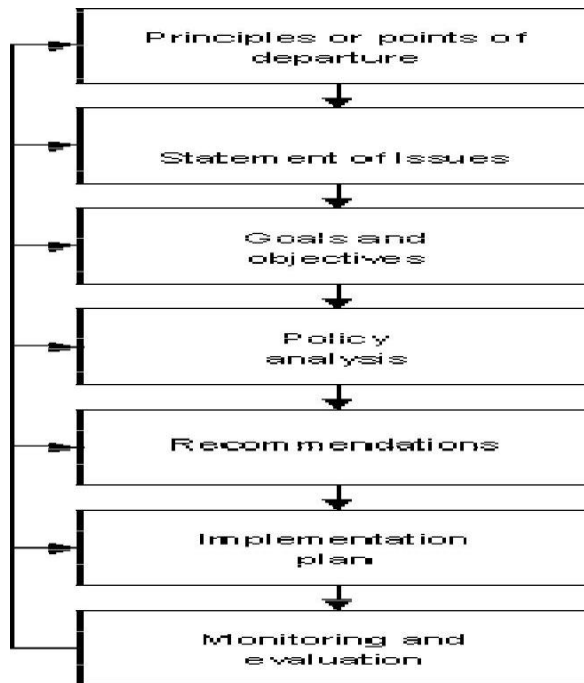 Principles or points of
departure
Statement of Issues
Goals and
objectives
Policy
analysis
Recommendations
Implementation
plan
Monitoring and
evaluation